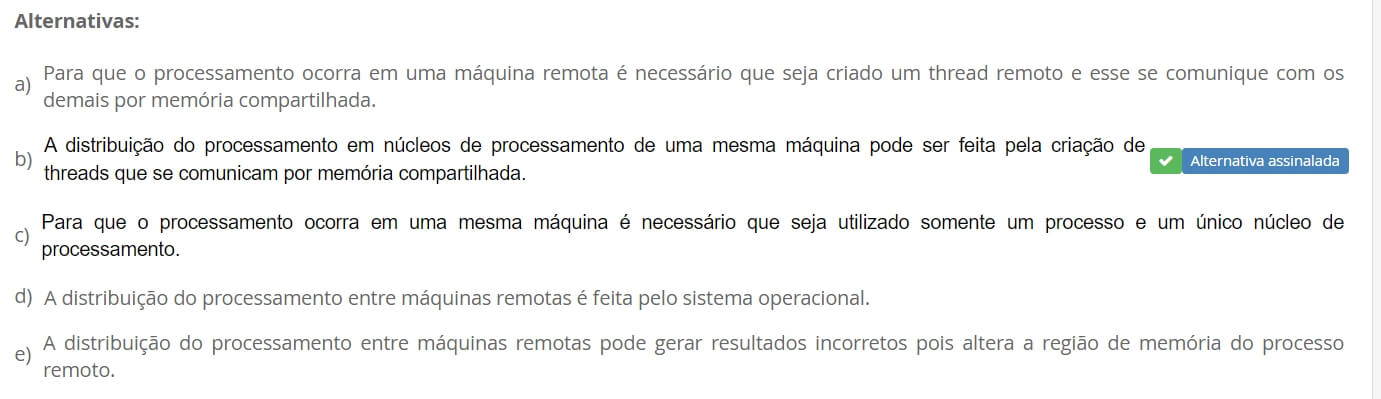 Alternativas:
a) Para que o processamento ocorra em uma máquina remota é necessário que seja criado um thread remoto e esse se comunique com os
demais por memória compartilhada.
b) A distribuição do processamento em núcleos de processamento de uma mesma máquina pode ser feita pela criação de
threads que se comunicam por memória compartilhada.
Alternativa assinalada
c) Para que o processamento ocorra em uma mesma máquina é necessário que seja utilizado somente um processo e um único núcleo de
processamento.
d) A distribuição do processamento entre máquinas remotas é feita pelo sistema operacional.
e) A distribuição do processamento entre máquinas remotas pode gerar resultados incorretos pois altera a região de memória do processo
remoto.